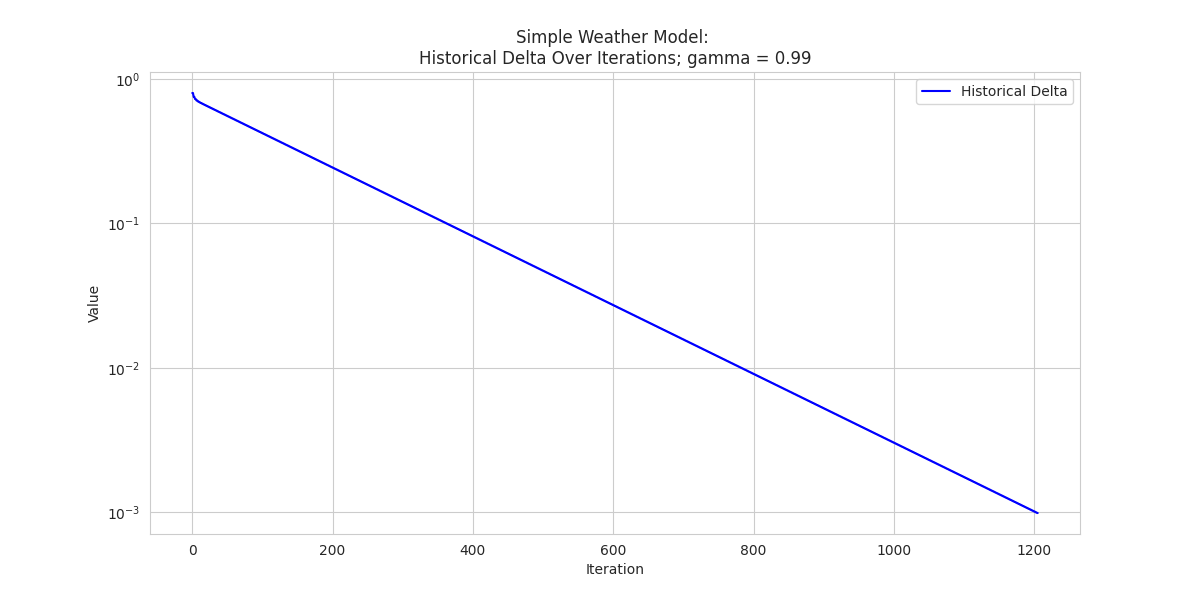 Simple Weather Model:
Historical Delta Over Iterations; gamma = 0.99
Historical Delta
Value
10⁰
10⁻¹
10⁻²
10⁻³
0 200 400 600 800 1000 1200
Iteration